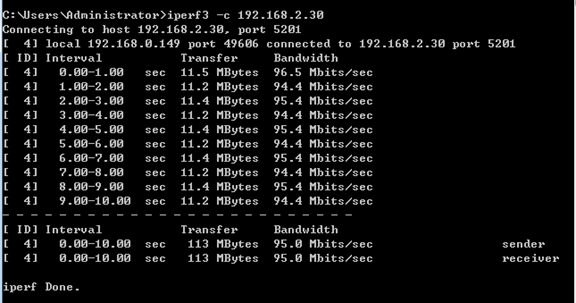 C:\Users\Administrator>iperf3 -c 192.168.2.30
Connecting to host 192.168.2.30, port 5201
[  4] local 192.168.0.149 port 49606 connected to 192.168.2.30 port 5201
[ ID] Interval           Transfer     Bandwidth
[  4]   0.00-1.00   sec  11.5 MBytes  96.5 Mbits/sec
[  4]   1.00-2.00   sec  11.2 MBytes  94.4 Mbits/sec
[  4]   2.00-3.00   sec  11.4 MBytes  95.4 Mbits/sec
[  4]   3.00-4.00   sec  11.2 MBytes  94.4 Mbits/sec
[  4]   4.00-5.00   sec  11.4 MBytes  95.4 Mbits/sec
[  4]   5.00-6.00   sec  11.2 MBytes  94.4 Mbits/sec
[  4]   6.00-7.00   sec  11.4 MBytes  95.4 Mbits/sec
[  4]   7.00-8.00   sec  11.2 MBytes  94.4 Mbits/sec
[  4]   8.00-9.00   sec  11.4 MBytes  95.4 Mbits/sec
[  4]   9.00-10.00  sec  11.2 MBytes  94.4 Mbits/sec
- - - - - - - - - - - - - - - - - - - - - - - - -
[ ID] Interval           Transfer     Bandwidth
[  4]   0.00-10.00  sec   113 MBytes  95.0 Mbits/sec                  sender
[  4]   0.00-10.00  sec   113 MBytes  95.0 Mbits/sec                  receiver
iperf Done.